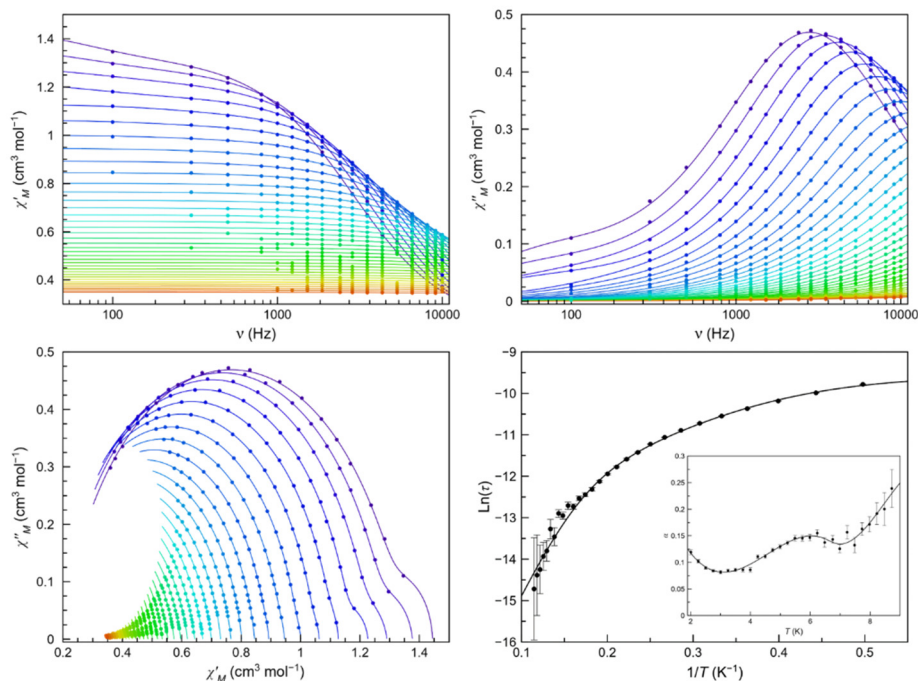 χ′M (cm³ mol⁻¹)
1.4
1.2
1
0.8
0.6
0.4
100 1000 10000
ν (Hz)
χ″M (cm³ mol⁻¹)
0.5
0.4
0.3
0.2
0.1
0
100 1000 10000
ν (Hz)
χ″M (cm³ mol⁻¹)
0.5
0.4
0.3
0.2
0.1
0
0.2 0.4 0.6 0.8 1.0 1.2 1.4
χ′M (cm³ mol⁻¹)
Ln(τ)
−9
−10
−11
−12
−13
−14
−15
−16
0.1 0.2 0.3 0.4 0.5
1/T (K⁻¹)
0.3
0.25
0.2
0.15
0.1
0.05
0
2 4 6 8
T (K)